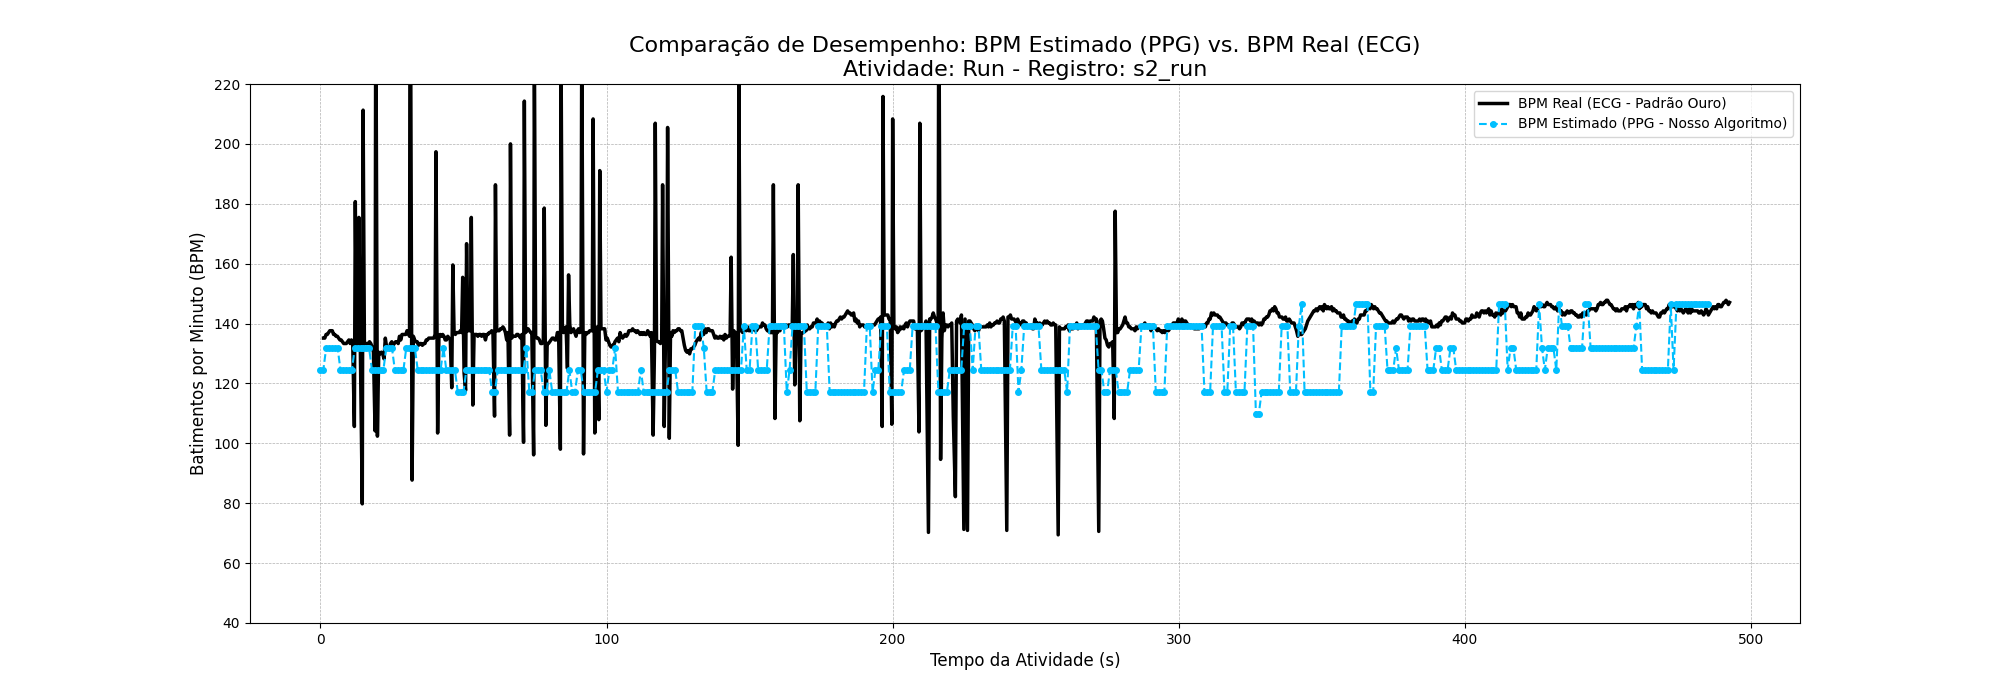 Comparação de Desempenho: BPM Estimado (PPG) vs. BPM Real (ECG)
Atividade: Run - Registro: s2_run
BPM Real (ECG - Padrão Ouro)
BPM Estimado (PPG - Nosso Algoritmo)
Batimentos por Minuto (BPM)
220
200
180
160
140
120
100
80
60
40
0
100
200
300
400
500
Tempo da Atividade (s)